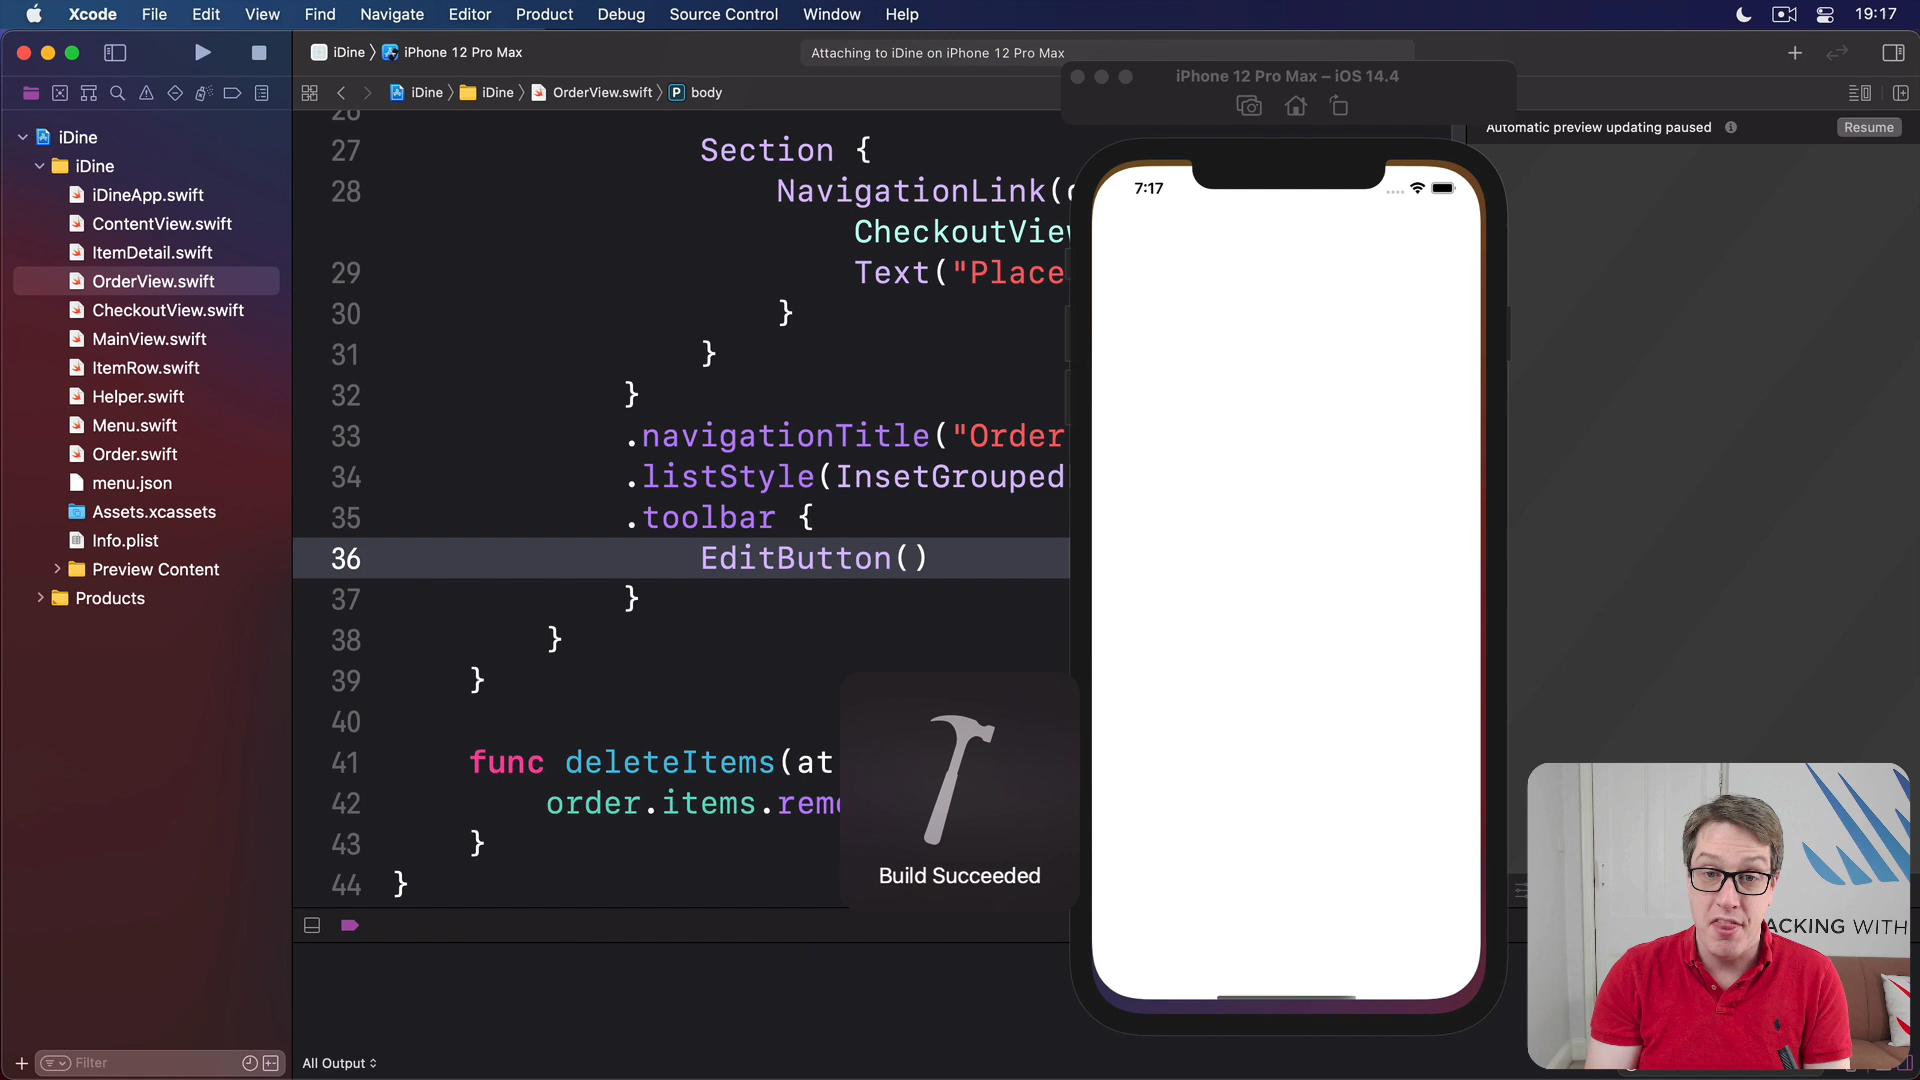 Xcode File Edit View Find Navigate Editor Product Debug Source Control Window Help 19:17
iDine iPhone 12 Pro Max
Attaching to iDine on iPhone 12 Pro Max
iDine iDine OrderView.swift P body
iPhone 12 Pro Max – iOS 14.4
Automatic preview updating paused
Resume
iDine
iDine
iDineApp.swift
ContentView.swift
ItemDetail.swift
OrderView.swift
CheckoutView.swift
MainView.swift
ItemRow.swift
Helper.swift
Menu.swift
Order.swift
menu.json
Assets.xcassets
Info.plist
Preview Content
Products
Filter
26
27 Section {
28 NavigationLink(
CheckoutView
29 Text("Place
30 }
31 }
32 }
33 .navigationTitle("Order
34 .listStyle(InsetGrouped
35 .toolbar {
36 EditButton()
37 }
38 }
39 }
40
41 func deleteItems(at
42 order.items.remo
43 }
44 }
Build Succeeded
All Output
7:17
ACKING WITH